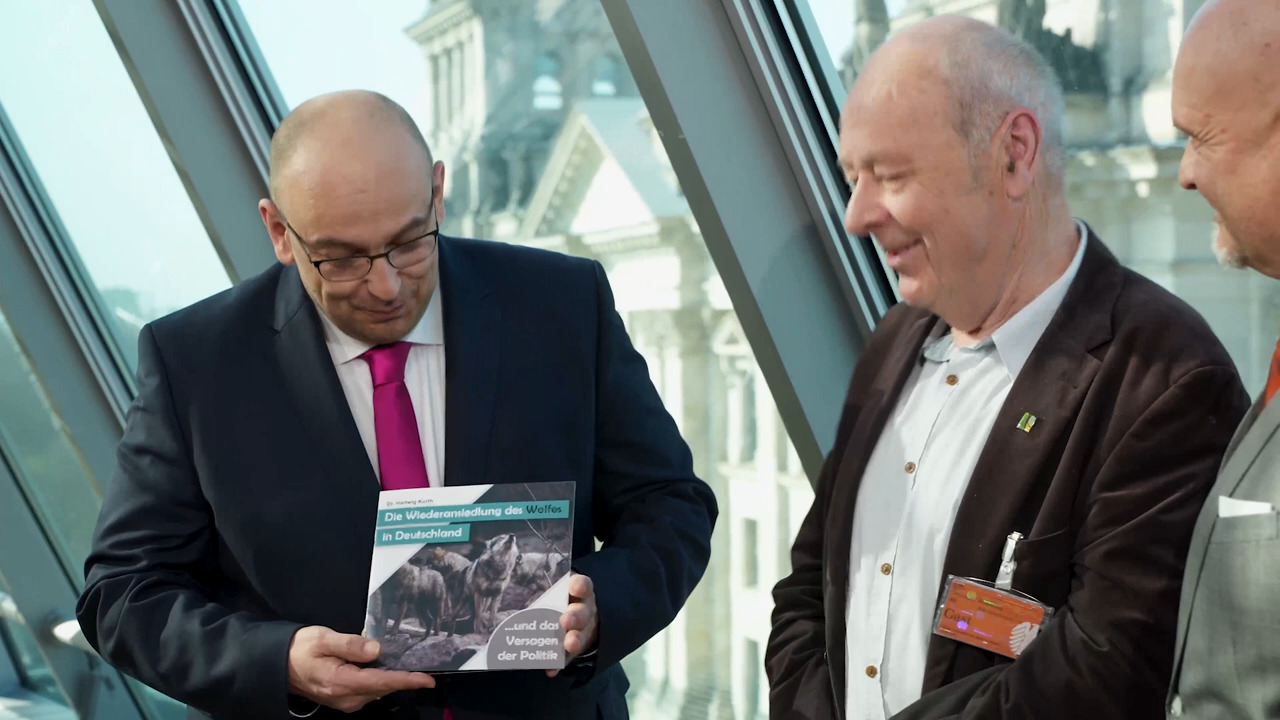 Dr. Hartwig Kurth
Die Wiederansiedlung des Wolfes
in Deutschland
...und das
Versagen
der Politik